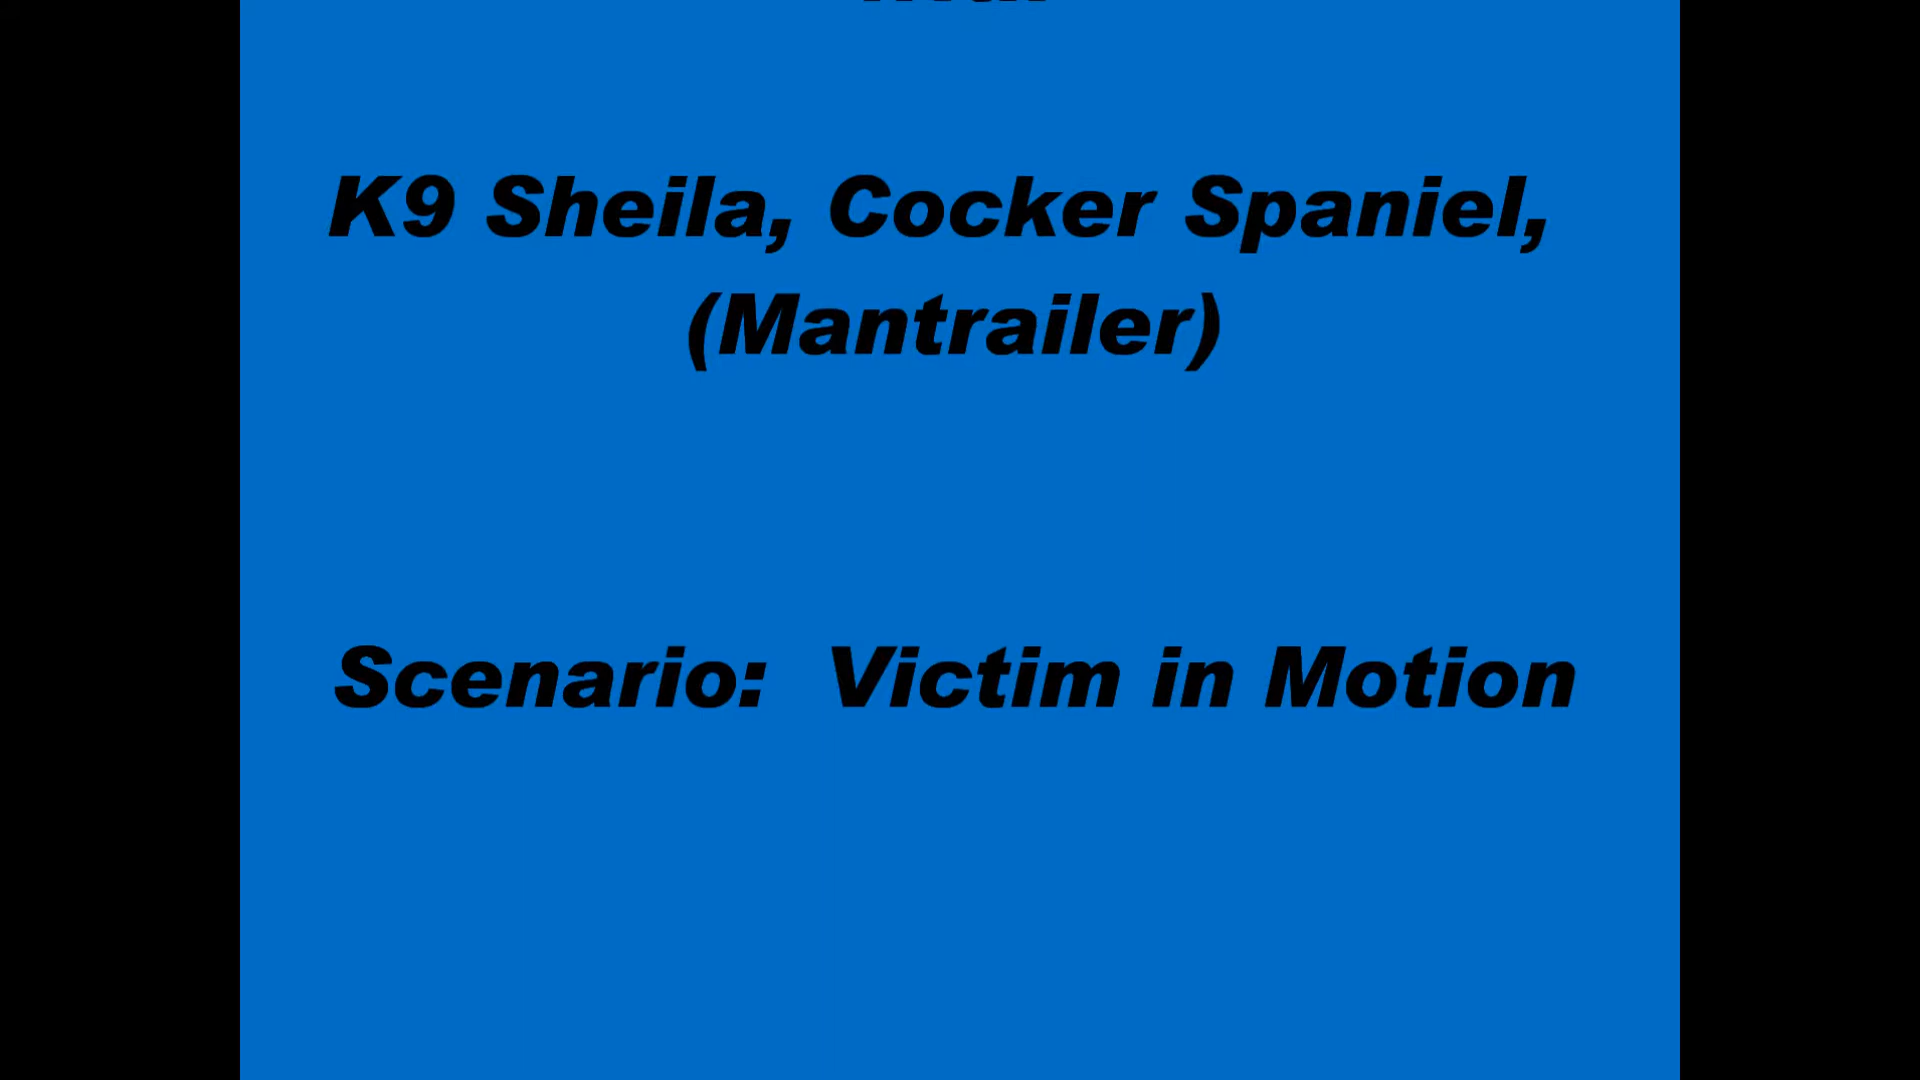 K9 Sheila, Cocker Spaniel,
(Mantrailer)
Scenario:  Victim in Motion